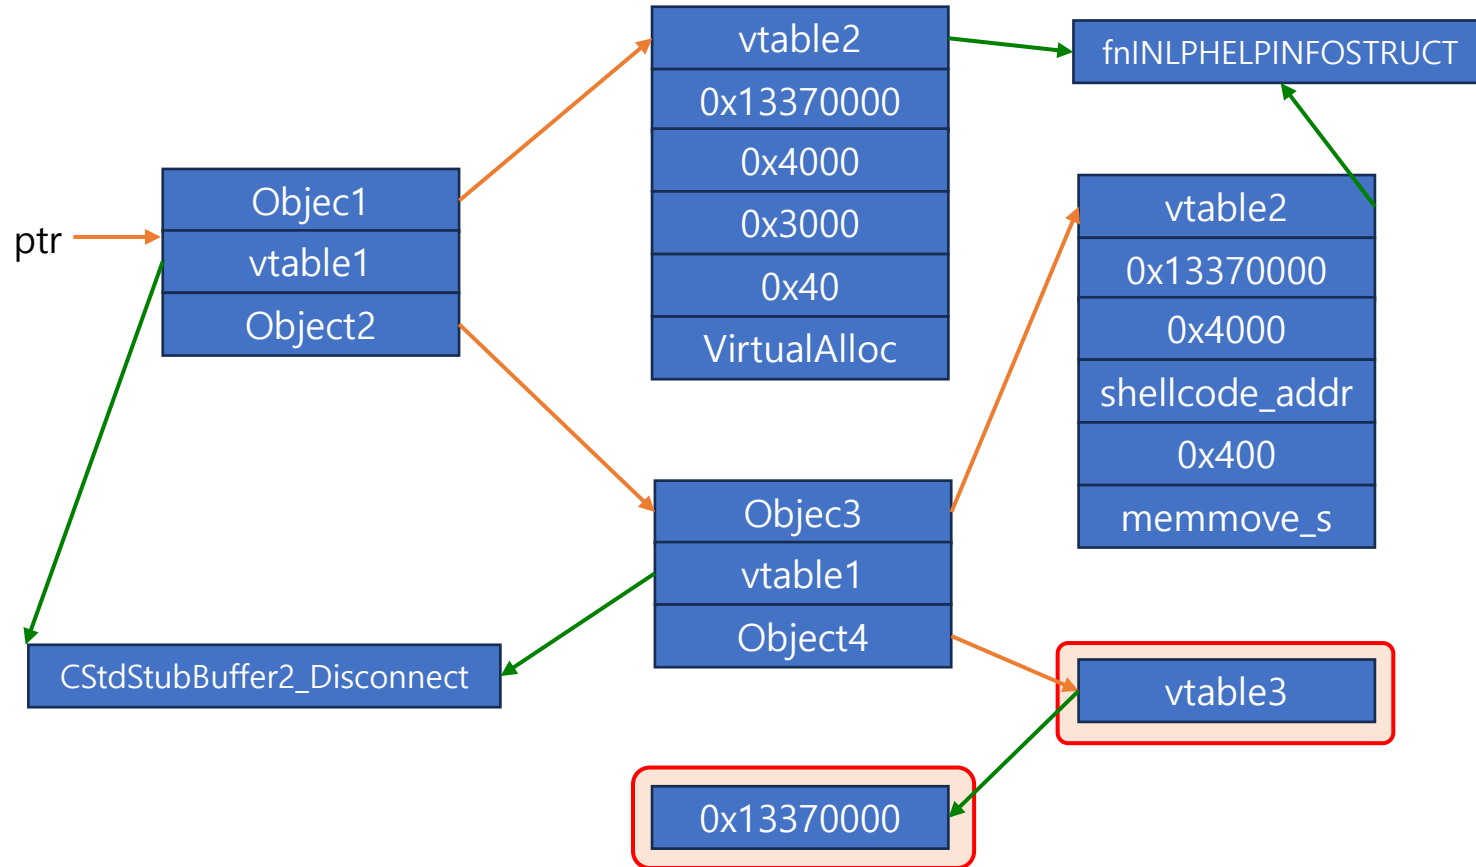 vtable2
0x13370000
0x4000
0x3000
0x40
VirtualAlloc
fnINLPHELPINFOSTRUCT
ptr
Objec1
vtable1
Object2
vtable2
0x13370000
0x4000
shellcode_addr
0x400
memmove_s
Objec3
vtable1
Object4
CStdStubBuffer2_Disconnect
vtable3
0x13370000